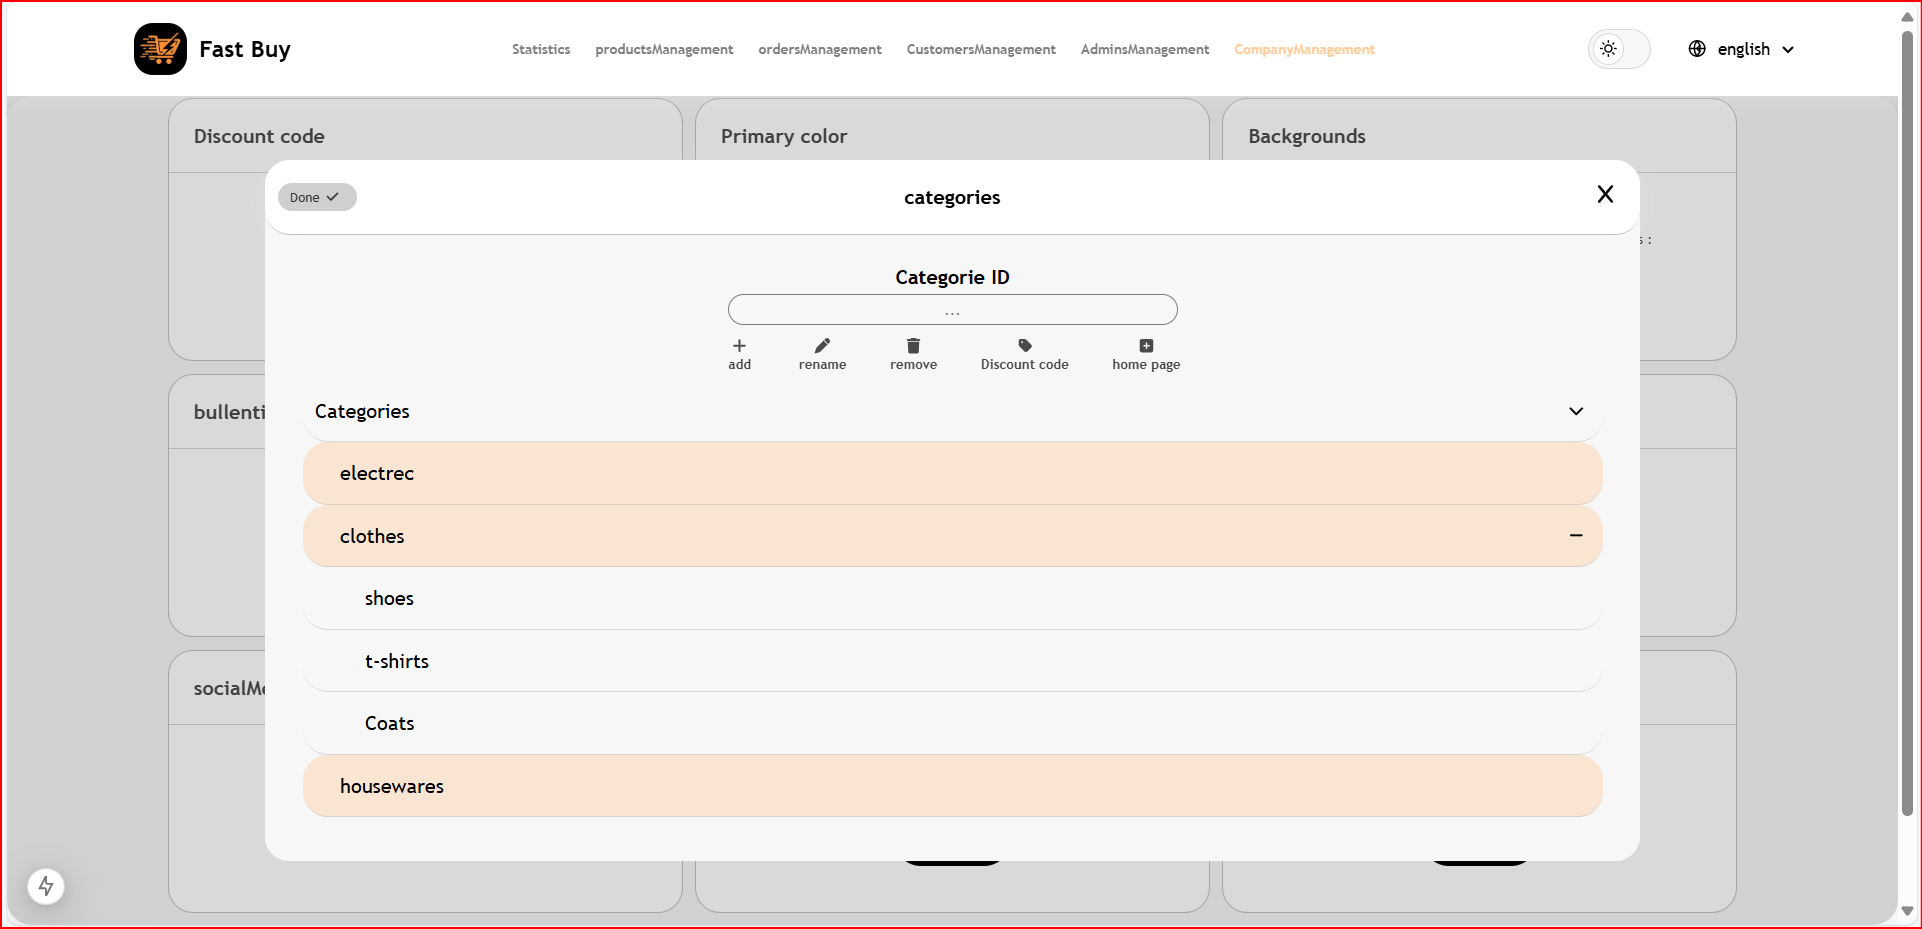 Fast Buy
Statistics productsManagement ordersManagement CustomersManagement AdminsManagement CompanyManagement
english
Discount code Primary color Backgrounds
Done
categories
X
s :
Categorie ID
...
add rename remove Discount code home page
bullenti
Categories
electrec
clothes
shoes
t-shirts
socialMe
Coats
housewares